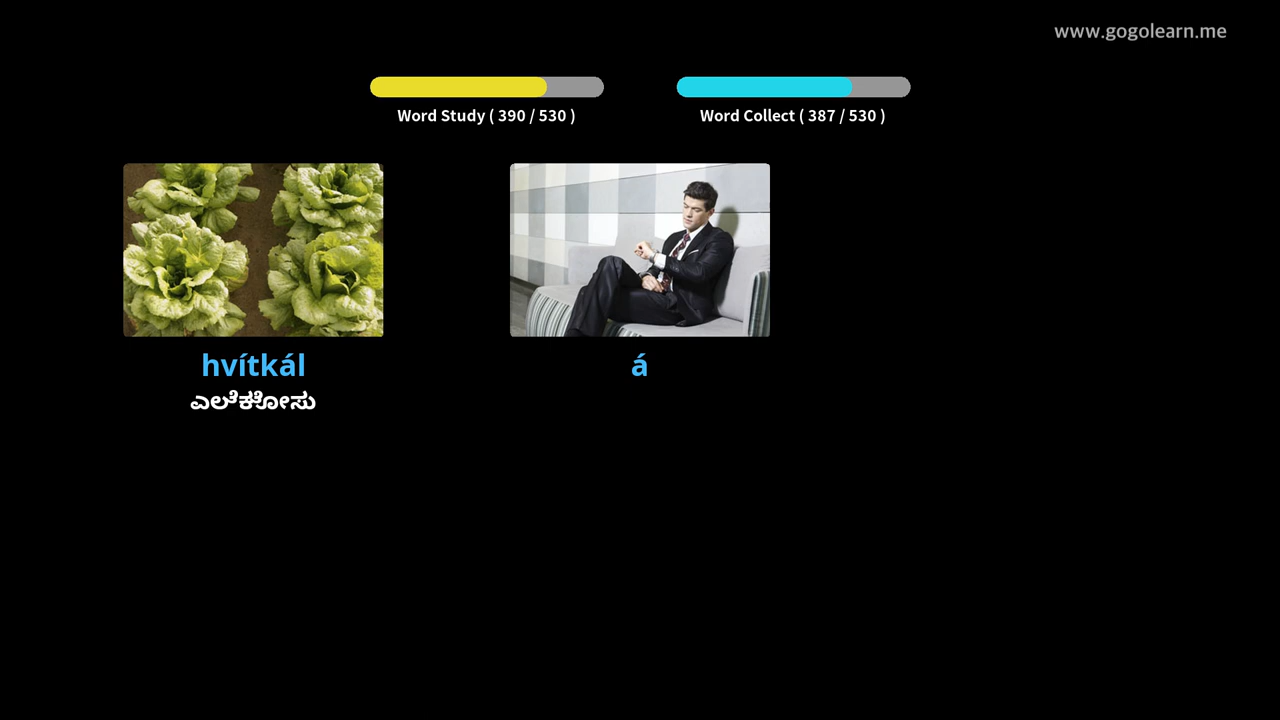 www.gogolearn.me
Word Study ( 390 / 530 )
Word Collect ( 387 / 530 )
hvítkál
á
ಎಲೆಕೋಸು